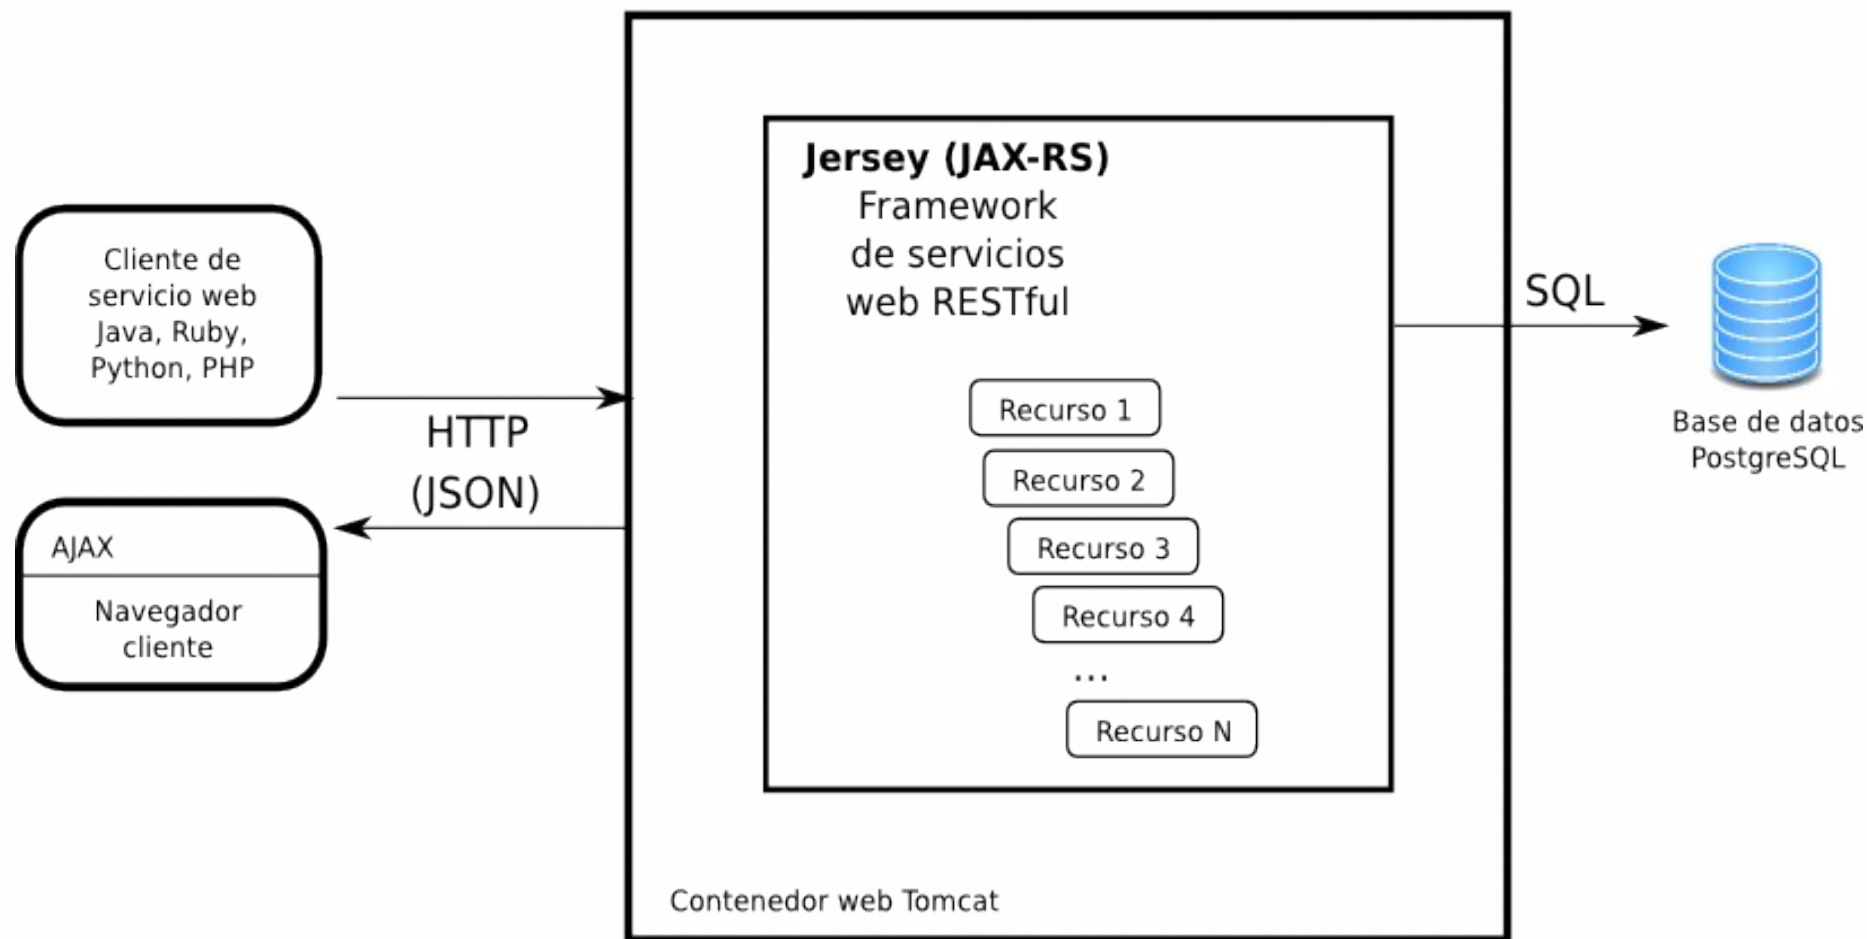 Cliente de
servicio web
Java, Ruby,
Python, PHP
AJAX
Navegador
cliente
HTTP
(JSON)
Jersey (JAX-RS)
Framework
de servicios
web RESTful
Recurso 1
Recurso 2
Recurso 3
Recurso 4
...
Recurso N
Contenedor web Tomcat
SQL
Base de datos
PostgreSQL